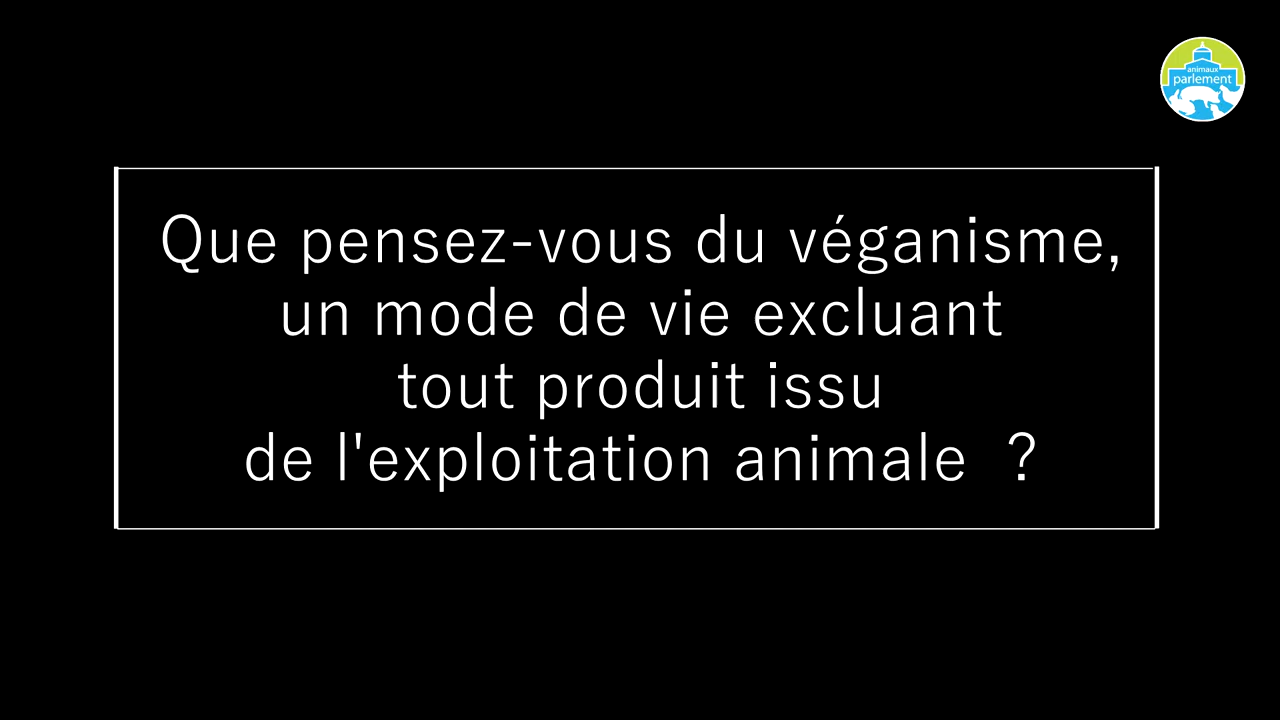 animaux
parlement
Que pensez-vous du véganisme,
un mode de vie excluant
tout produit issu
de l'exploitation animale  ?